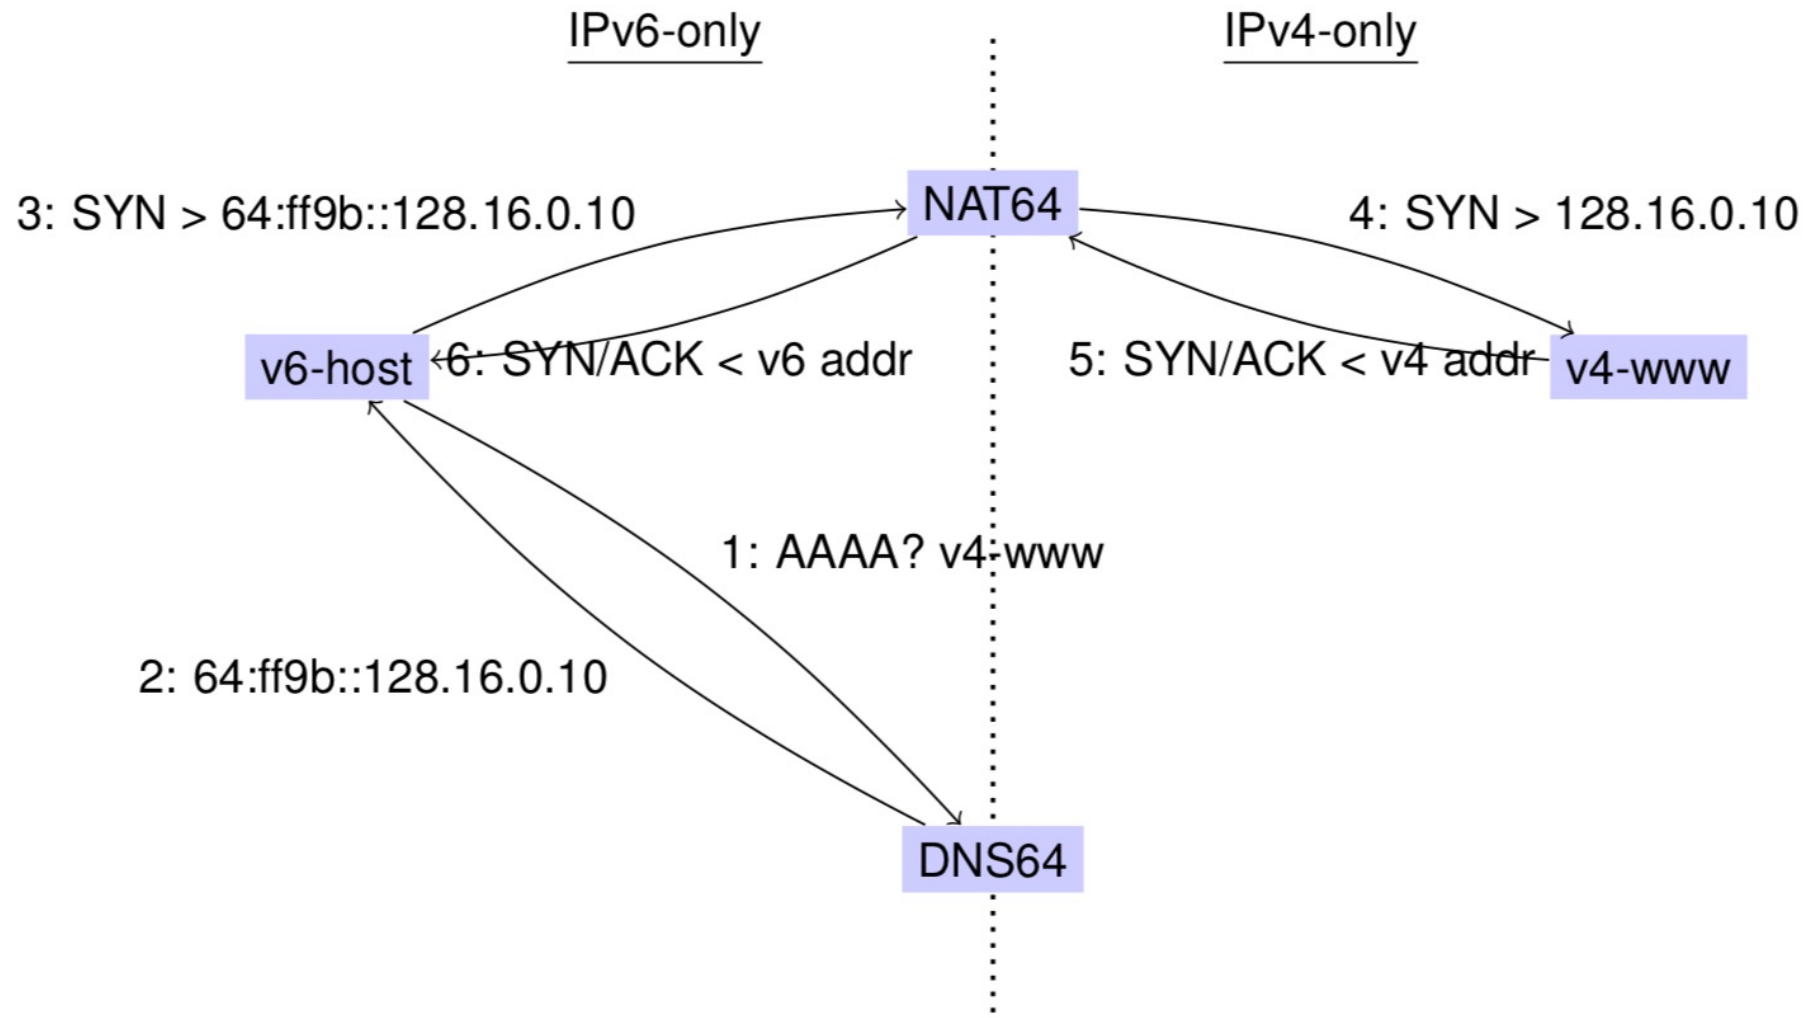 IPv6-only
IPv4-only
NAT64
3: SYN > 64:ff9b::128.16.0.10
4: SYN > 128.16.0.10
v6-host
6: SYN/ACK < v6 addr
5: SYN/ACK < v4 addr
v4-www
1: AAAA? v4-www
2: 64:ff9b::128.16.0.10
DNS64